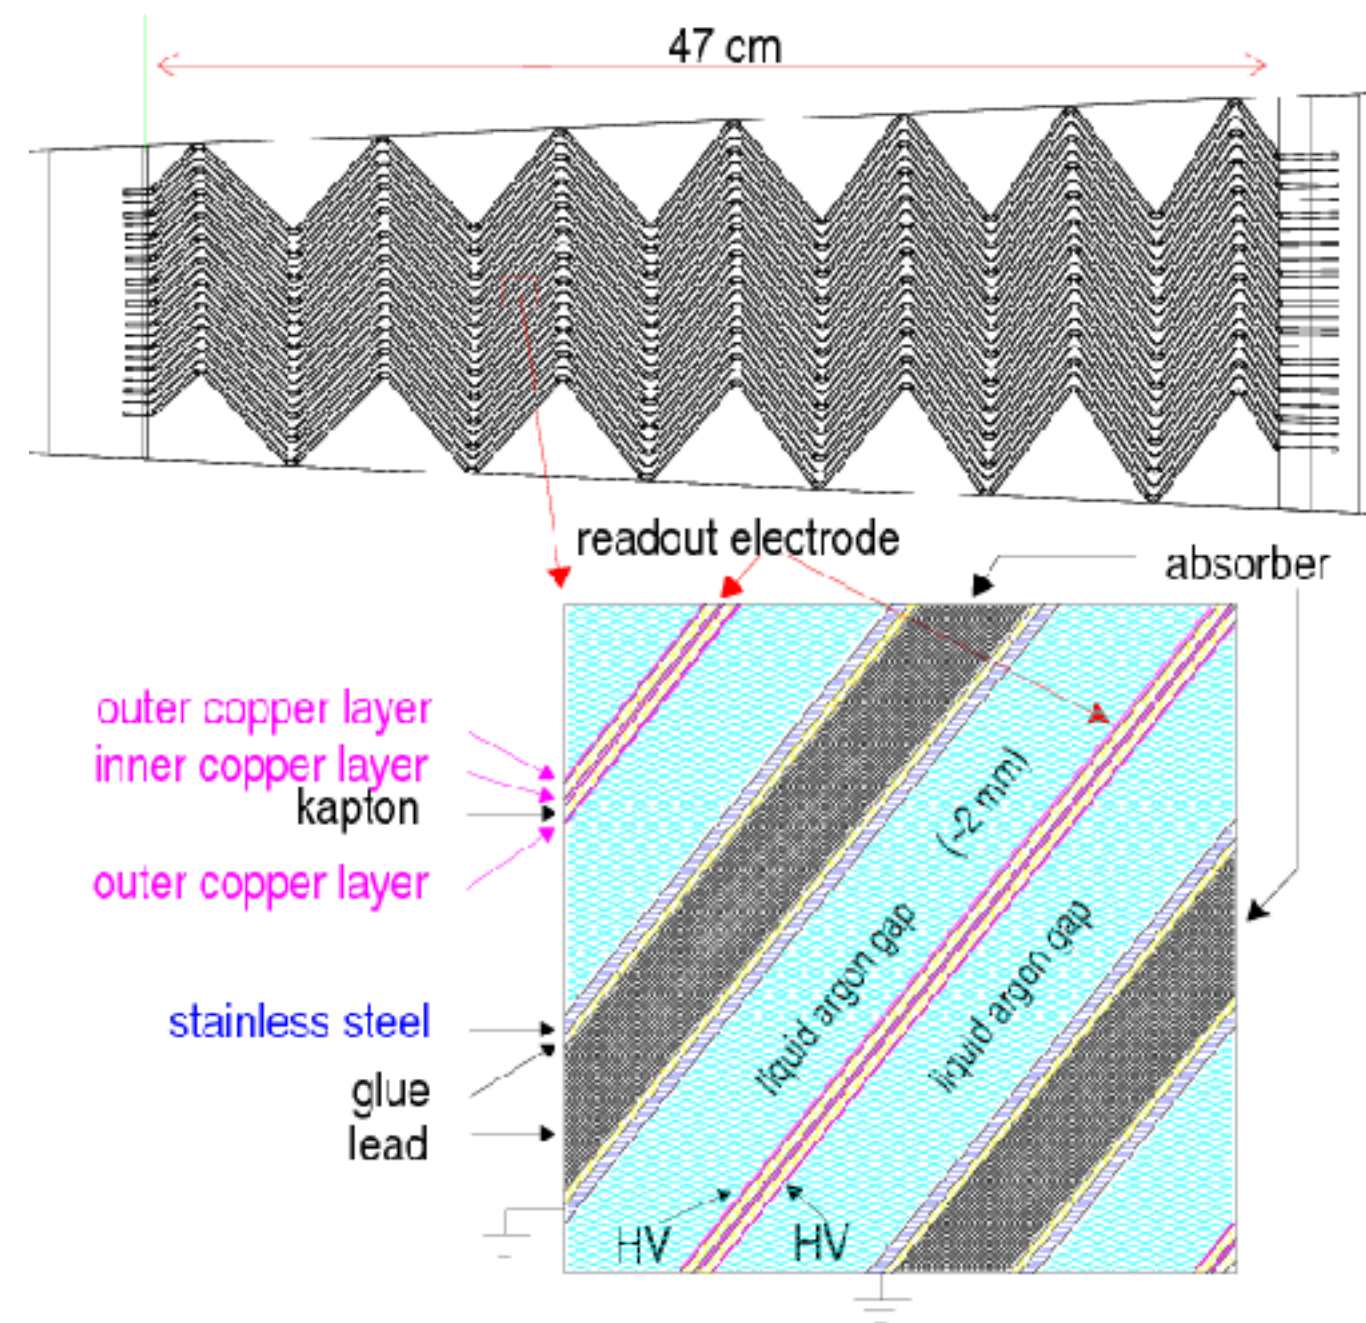 47 cm
readout electrode
absorber
outer copper layer
inner copper layer
kapton
outer copper layer
(~2 mm)
liquid argon gap
liquid argon gap
stainless steel
glue
lead
HV
HV